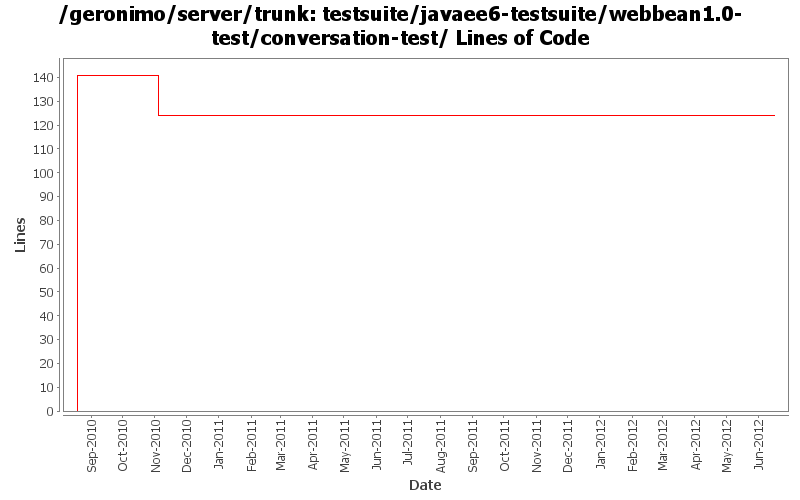 /geronimo/server/trunk: testsuite/javaee6-testsuite/webbean1.0-
test/conversation-test/ Lines of Code
140
130
120
110
100
90
80
70
60
50
40
30
20
10
0
Lines
Sep-2010
Oct-2010
Nov-2010
Dec-2010
Jan-2011
Feb-2011
Mar-2011
Apr-2011
May-2011
Jun-2011
Jul-2011
Aug-2011
Sep-2011
Oct-2011
Nov-2011
Dec-2011
Jan-2012
Feb-2012
Mar-2012
Apr-2012
May-2012
Jun-2012
Date